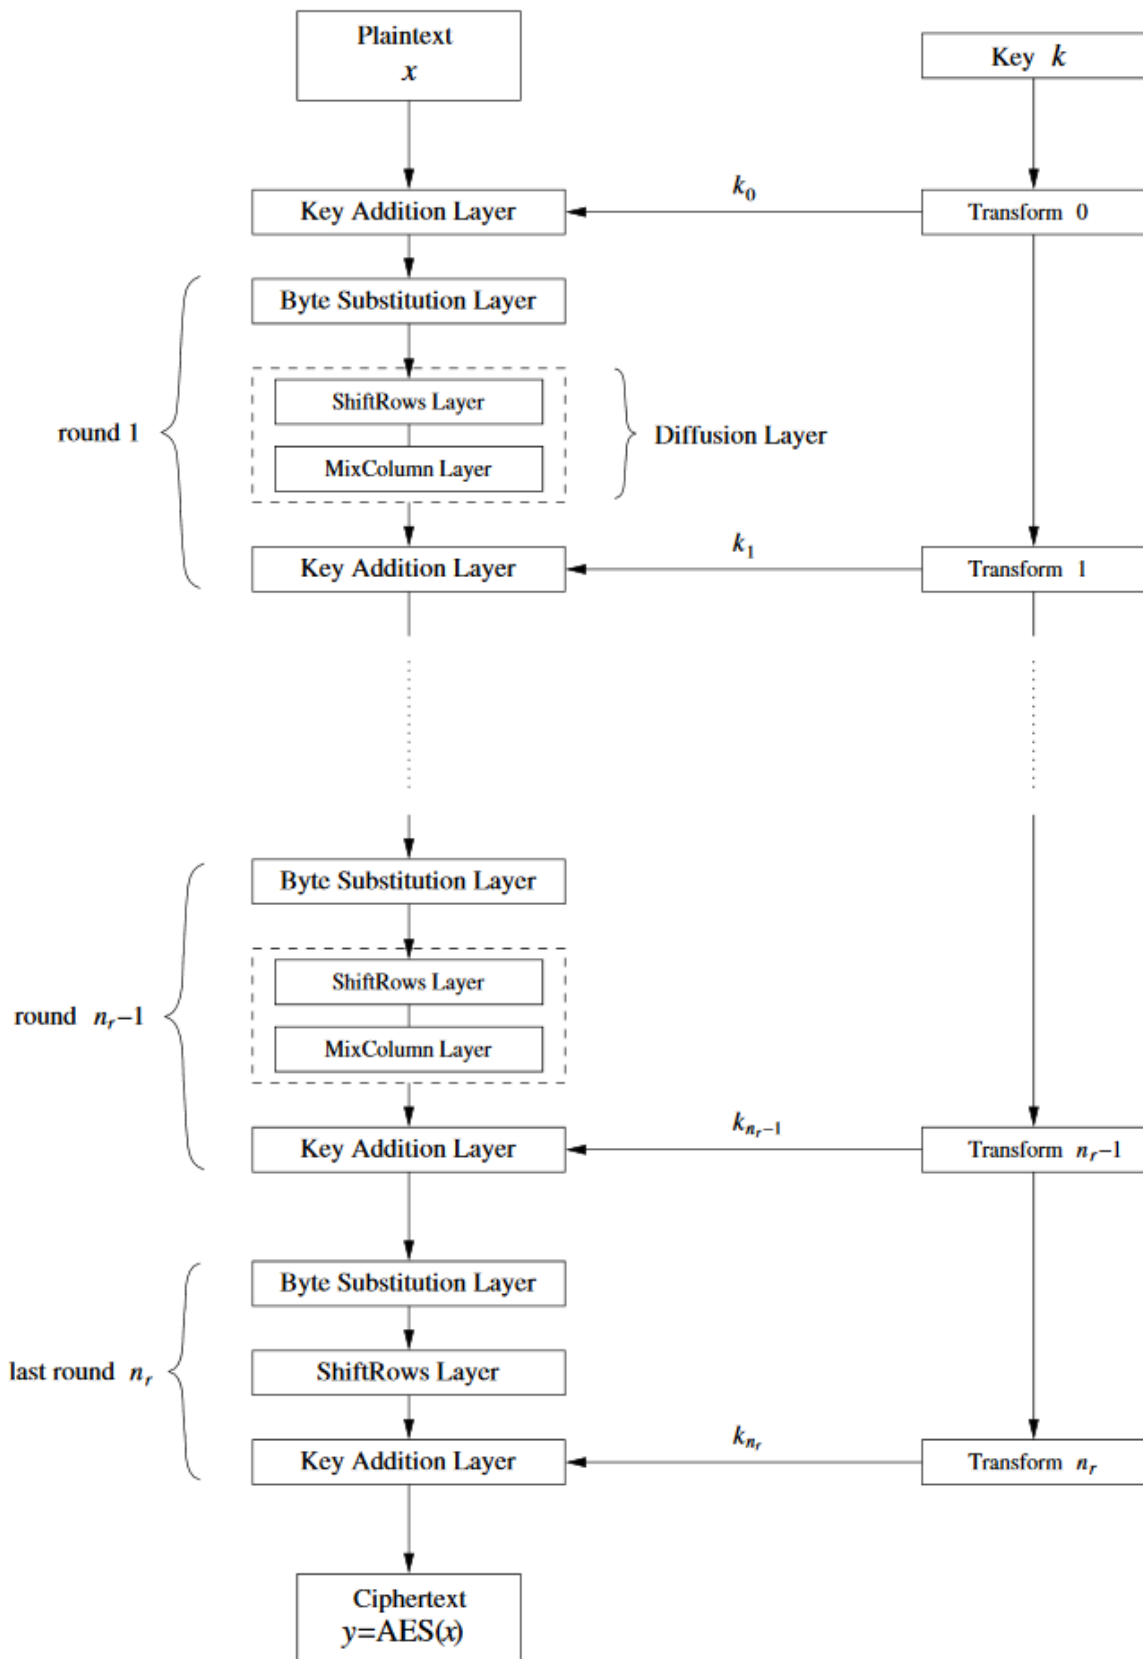 Plaintext
x
Key k
k₀
Key Addition Layer
Transform 0
Byte Substitution Layer
ShiftRows Layer
round 1
Diffusion Layer
MixColumn Layer
k₁
Key Addition Layer
Transform 1
Byte Substitution Layer
ShiftRows Layer
round nᵣ–1
MixColumn Layer
kₙᵣ₋₁
Key Addition Layer
Transform nᵣ–1
Byte Substitution Layer
last round nᵣ
ShiftRows Layer
kₙᵣ
Key Addition Layer
Transform nᵣ
Ciphertext
y=AES(x)